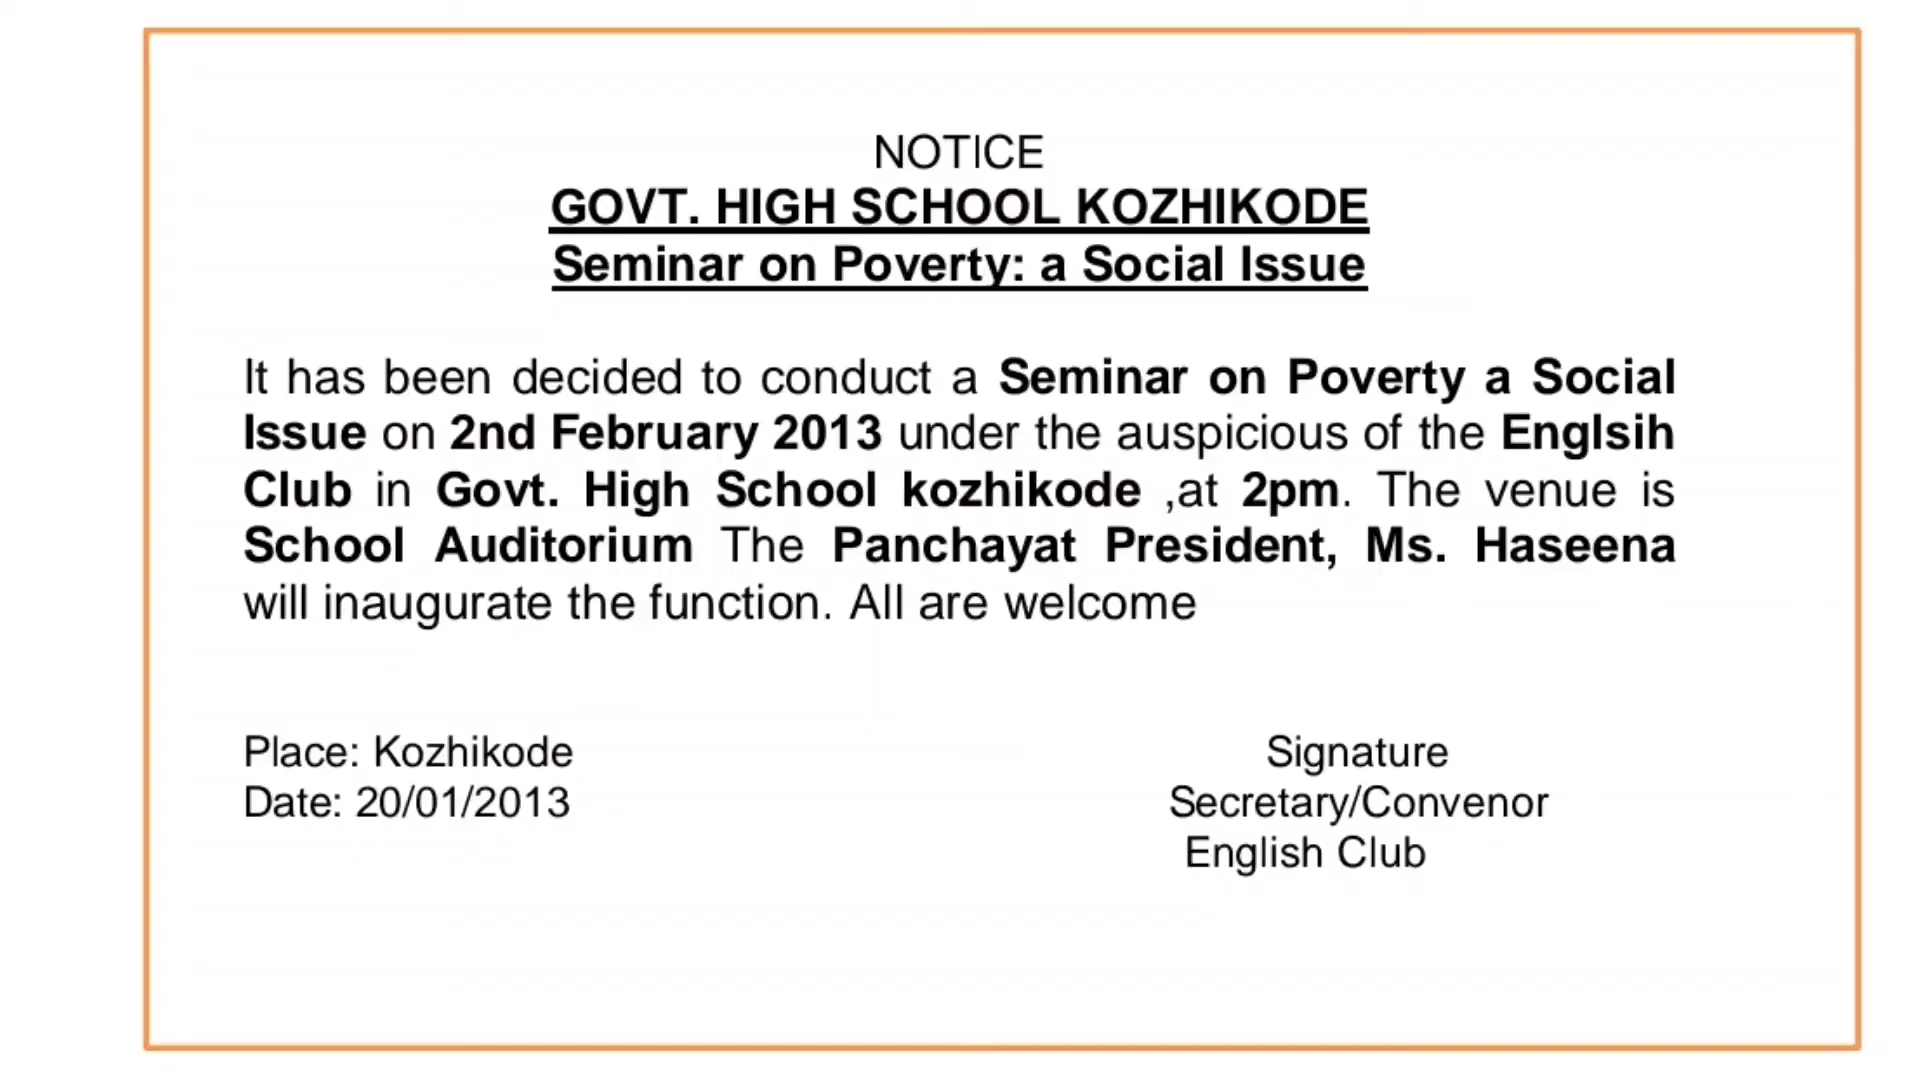 NOTICE
GOVT. HIGH SCHOOL KOZHIKODE
Seminar on Poverty: a Social Issue
It has been decided to conduct a Seminar on Poverty a Social
Issue on 2nd February 2013 under the auspicious of the Englsih
Club in Govt. High School kozhikode ,at 2pm. The venue is
School Auditorium The Panchayat President, Ms. Haseena
will inaugurate the function. All are welcome
Place: Kozhikode
Date: 20/01/2013
Signature
Secretary/Convenor
English Club